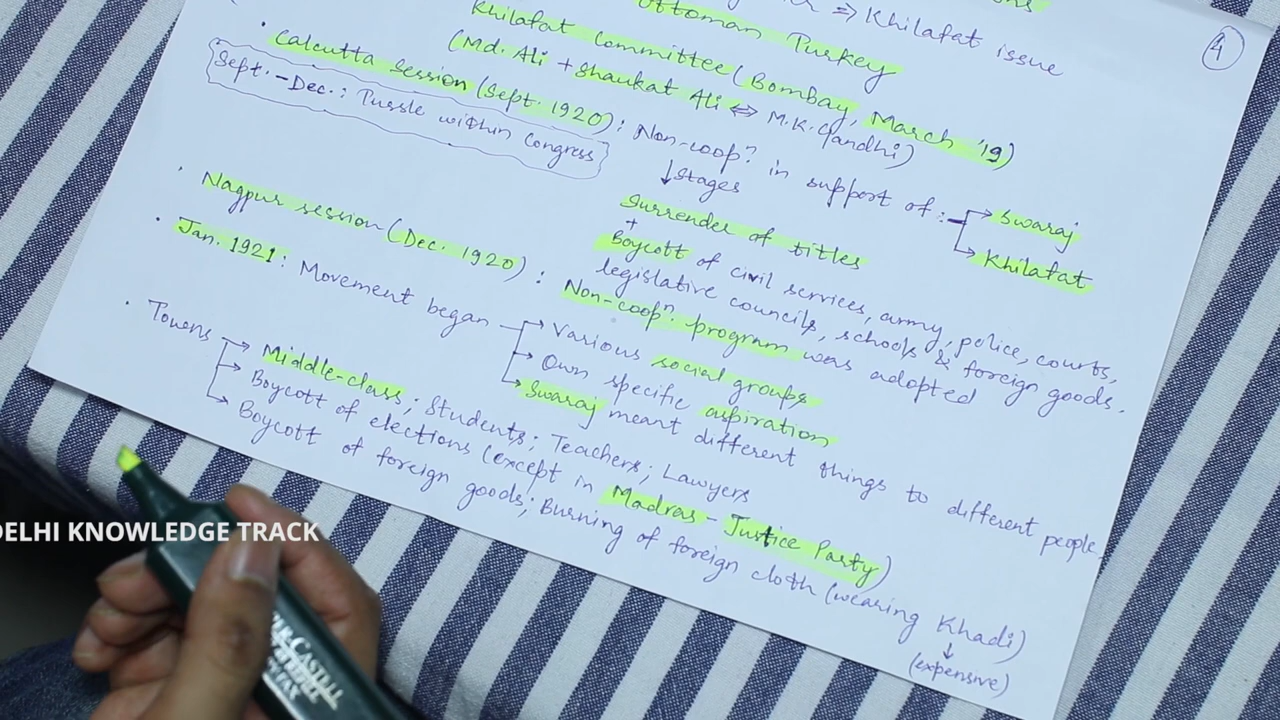 ⇒ Khilafat issue
4
Ottoman Turkey
Khilafat Committee (Bombay, March '19)
(Md. Ali + Shaukat Ali ⇔ M.K. Gandhi)
• Calcutta Session (Sept. 1920): Non-coop? in support of :- → Swaraj
→ Khilafat
Sept. - Dec.: Pussle within Congress
↓ Stages
Surrender of titles
+
Boycott of civil services, army, police, courts,
legislative councils, schools & foreign goods.
• Nagpur session (Dec. 1920) : Non-coopn. program was adopted
• Jan. 1921: Movement began → Various social groups
→ Own specific aspiration
→ Swaraj meant different things to different people.
• Towns → Middle-class; Students; Teachers; Lawyers
→ Boycott of elections (except in Madras - Justice Party)
→ Boycott of foreign goods; Burning of foreign cloth (wearing Khadi)
↓
(expensive)
DELHI KNOWLEDGE TRACK